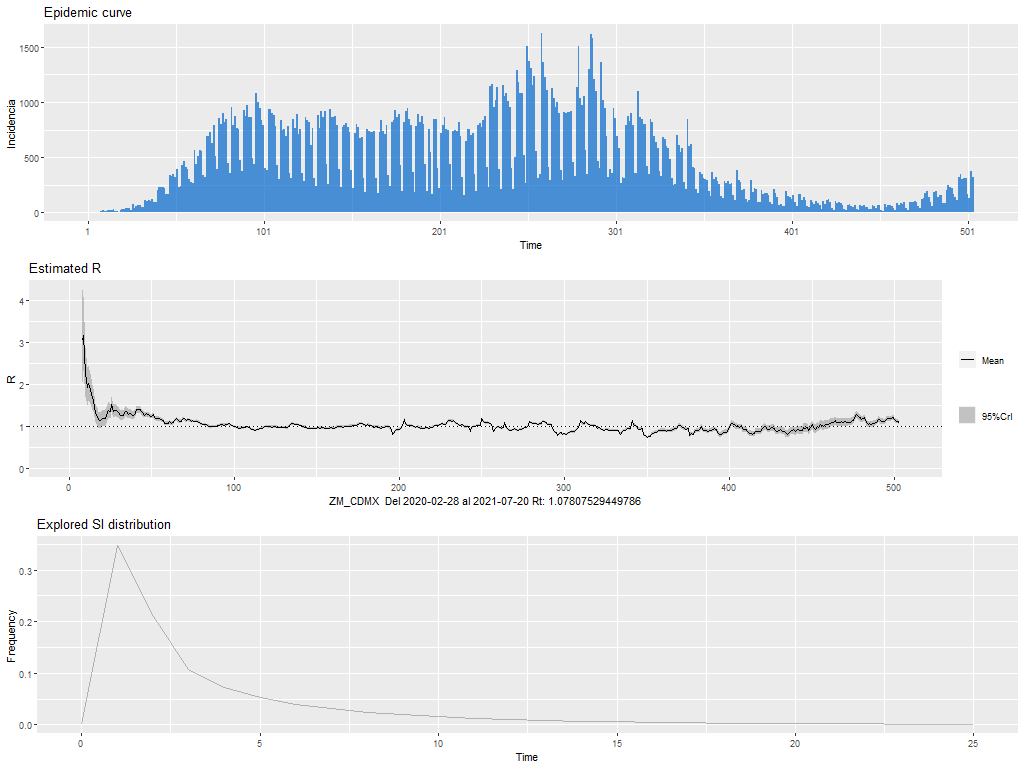 Epidemic curve
Incidencia
1500
1000
500
0
1 101 201 301 401 501
Time
Estimated R
R
4
3
2
1
0
Mean
95%CrI
0 100 200 300 400 500
ZM_CDMX Del 2020-02-28 al 2021-07-20 Rt: 1.07807529449786
Explored SI distribution
Frequency
0.3
0.2
0.1
0.0
0 5 10 15 20 25
Time